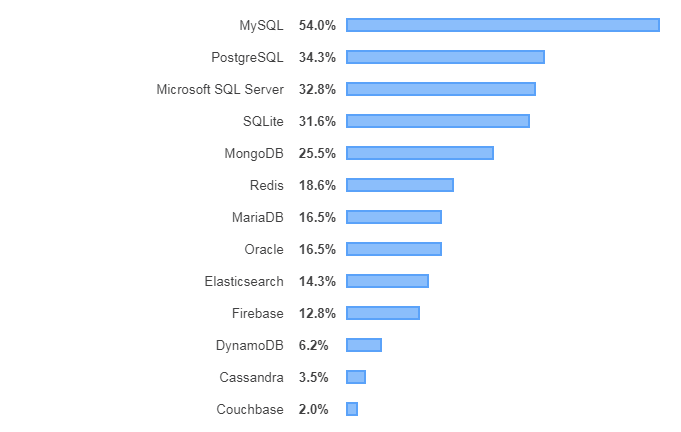 MySQL 54.0%
PostgreSQL 34.3%
Microsoft SQL Server 32.8%
SQLite 31.6%
MongoDB 25.5%
Redis 18.6%
MariaDB 16.5%
Oracle 16.5%
Elasticsearch 14.3%
Firebase 12.8%
DynamoDB 6.2%
Cassandra 3.5%
Couchbase 2.0%